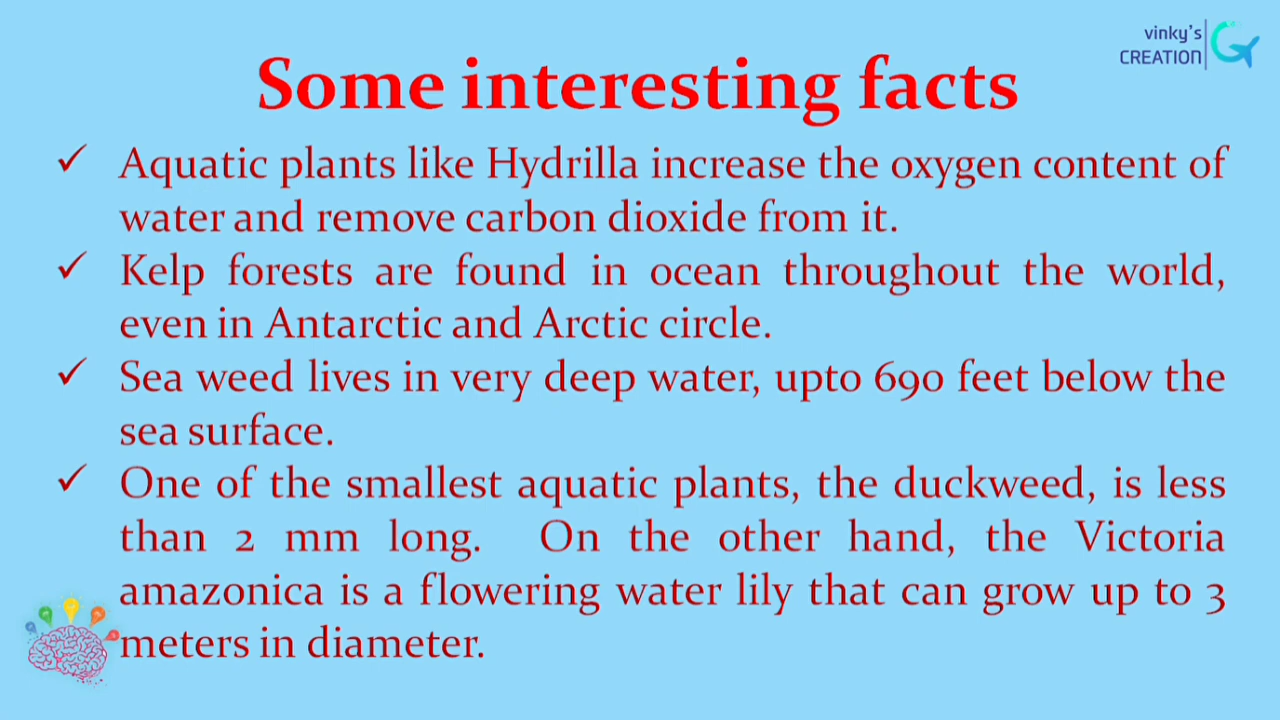 vinky's
CREATION
Some interesting facts
✓ Aquatic plants like Hydrilla increase the oxygen content of
water and remove carbon dioxide from it.
✓ Kelp forests are found in ocean throughout the world,
even in Antarctic and Arctic circle.
✓ Sea weed lives in very deep water, upto 690 feet below the
sea surface.
✓ One of the smallest aquatic plants, the duckweed, is less
than 2 mm long. On the other hand, the Victoria
amazonica is a flowering water lily that can grow up to 3
meters in diameter.